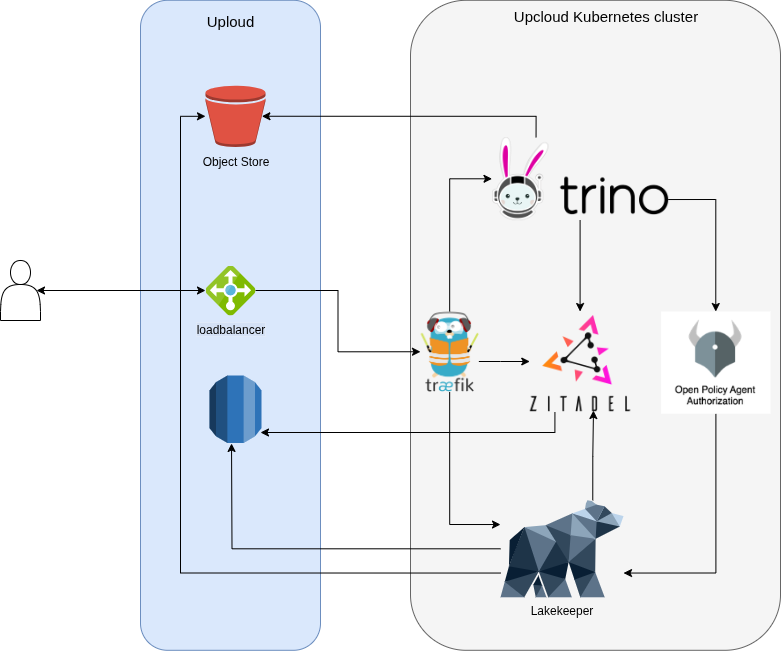 Uploud
Upcloud Kubernetes cluster
Object Store
trino
loadbalancer
træfik
ZITADEL
Open Policy Agent
Authorization
Lakekeeper